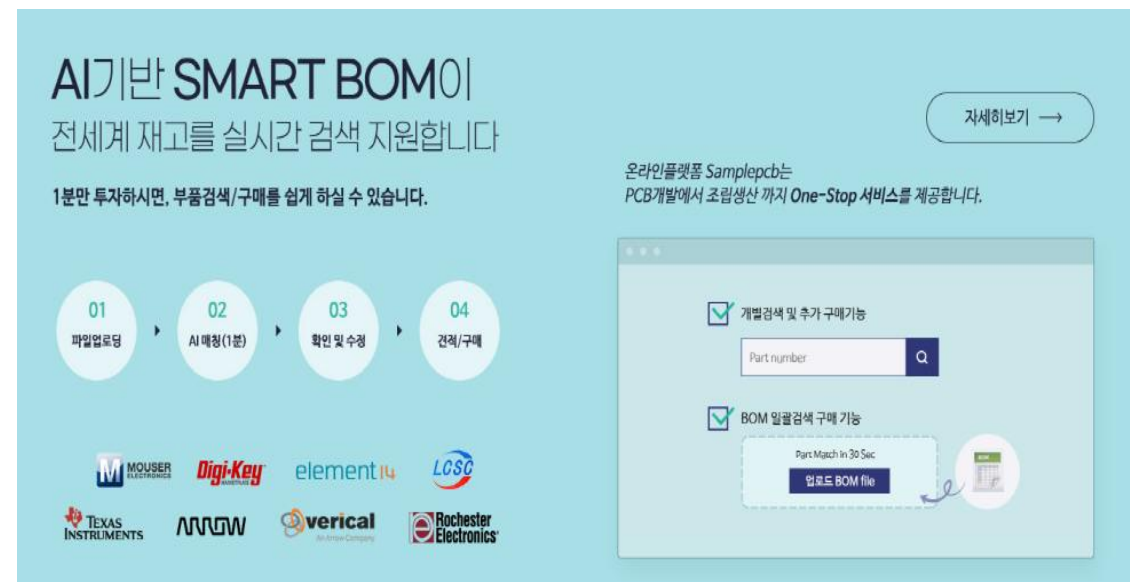 AI기반 SMART BOM이
전세계 재고를 실시간 검색 지원합니다
1분만 투자하시면, 부품검색/구매를 쉽게 하실 수 있습니다.
01
파일업로딩
02
AI 매칭(1분)
03
확인 및 수정
04
견적/구매
M MOUSER
ELECTRONICS
Digi-Key
element14
LCSC
TEXAS
INSTRUMENTS
ARROW
verical
An Arrow Company
Rochester
Electronics
자세히보기 →
온라인플랫폼 Samplepcb는
PCB개발에서 조립생산 까지 One-Stop 서비스를 제공합니다.
개별검색 및 추가 구매기능
Part number
BOM 일괄검색 구매 기능
Part Match in 30 Sec
업로드 BOM file